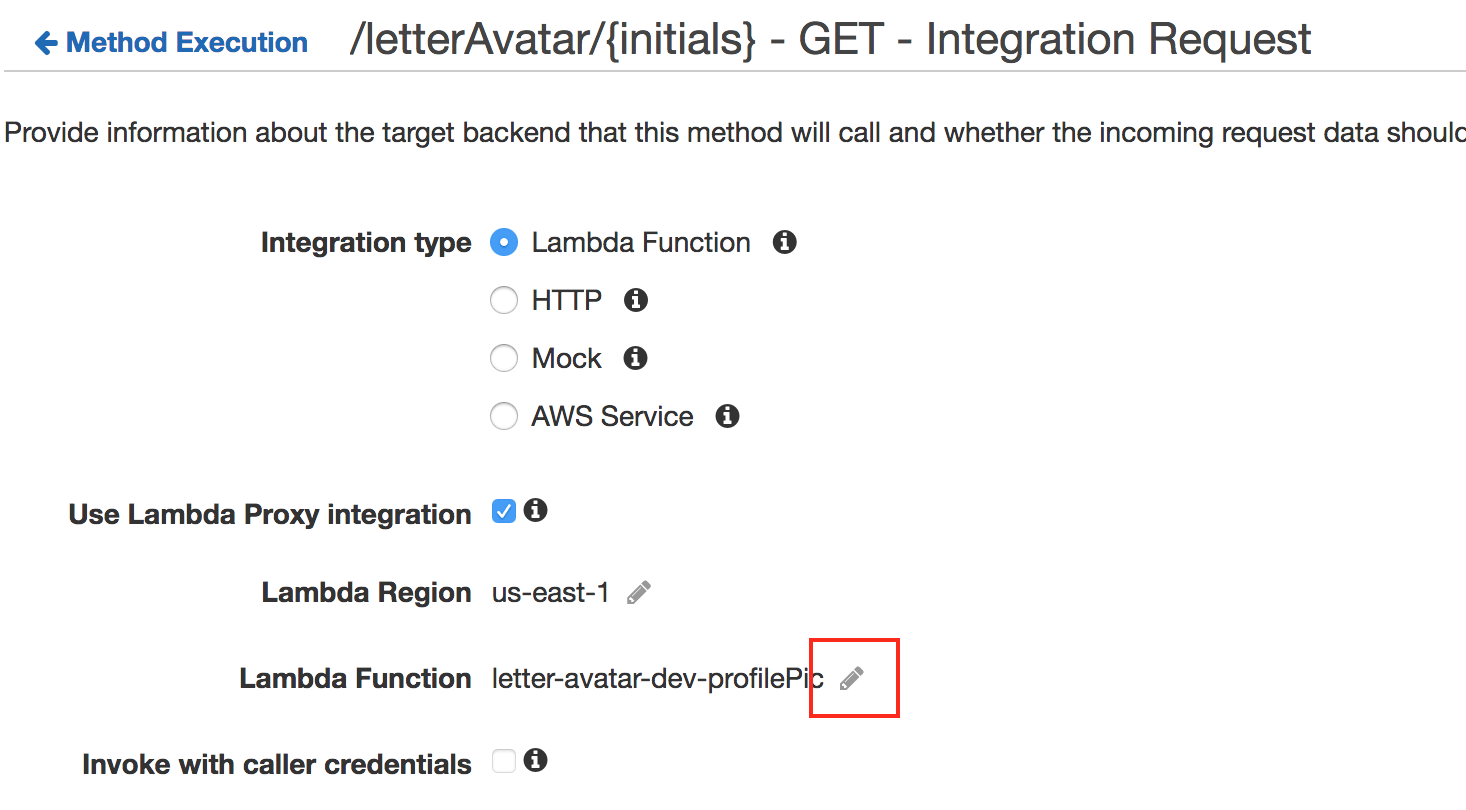 Method Execution /letterAvatar/{initials} - GET - Integration Request
Provide information about the target backend that this method will call and whether the incoming request data should
Integration type Lambda Function
HTTP
Mock
AWS Service
Use Lambda Proxy integration
Lambda Region us-east-1
Lambda Function letter-avatar-dev-profilePic
Invoke with caller credentials